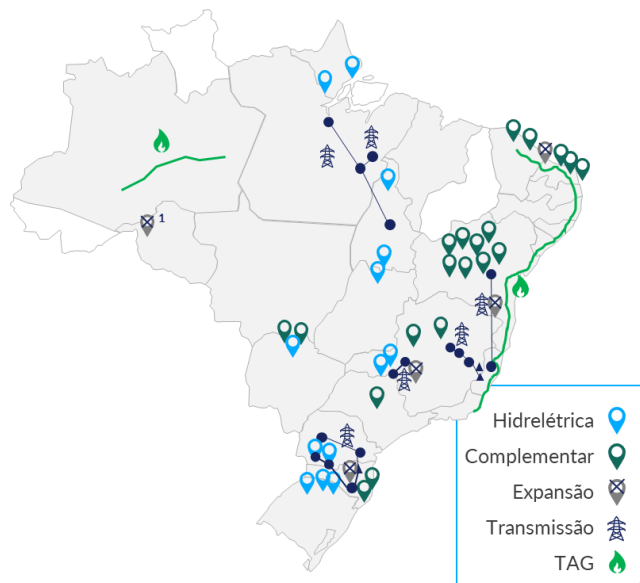 1
Hidrelétrica
Complementar
Expansão
Transmissão
TAG